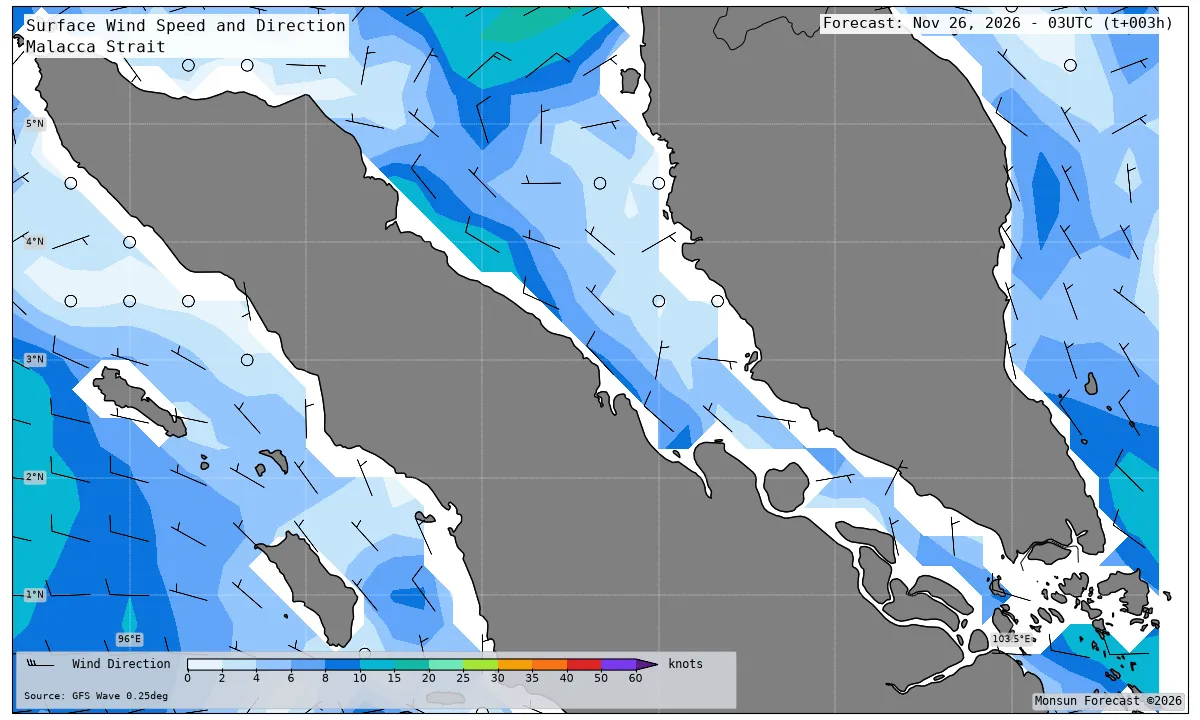 Surface Wind Speed and Direction
Malacca Strait
Forecast: Nov 26, 2026 - 03UTC (t+003h)
5°N
4°N
3°N
2°N
1°N
96°E
103.5°E
Wind Direction
0 2 4 6 8 10 15 20 25 30 35 40 50 60
knots
Source: GFS Wave 0.25deg
Monsun Forecast ©2026